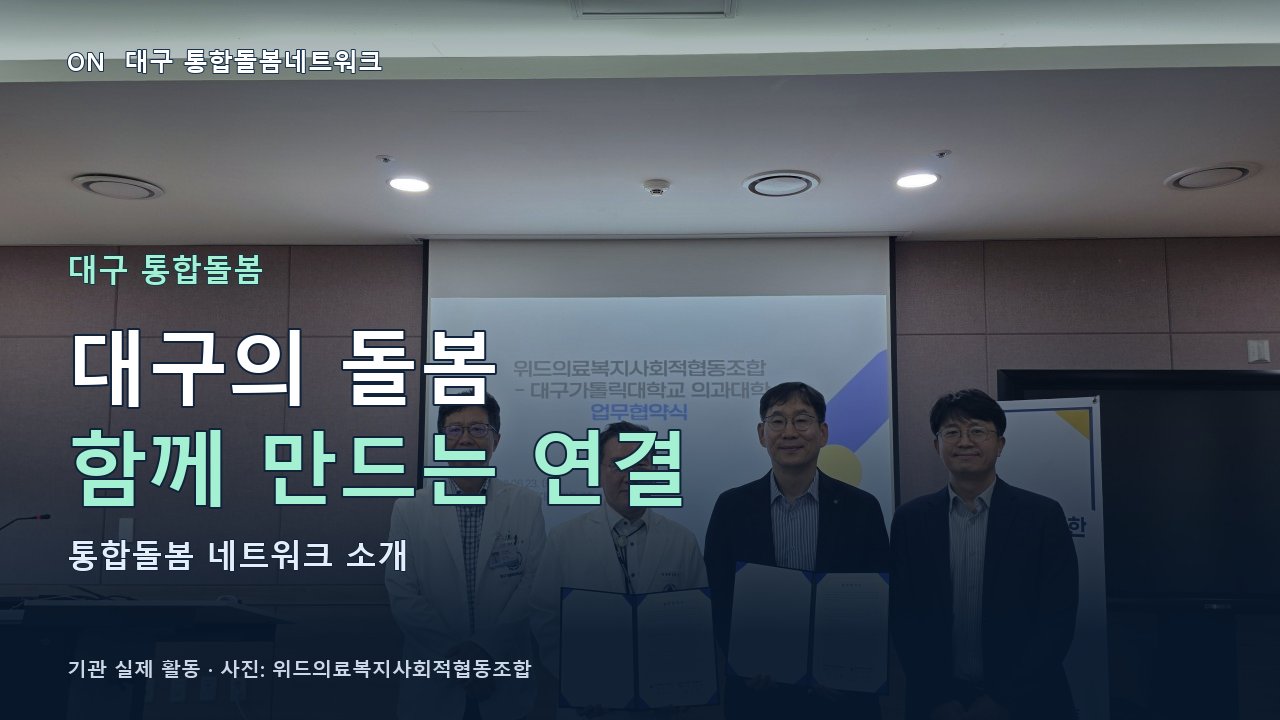 ON 대구 통합돌봄네트워크
대구 통합돌봄
대구의 돌봄
함께 만드는 연결
통합돌봄 네트워크 소개
기관 실제 활동 · 사진: 위드의료복지사회적협동조합
위드의료복지사회적협동조합
- 대구가톨릭대학교 의과대학
업무협약식
한